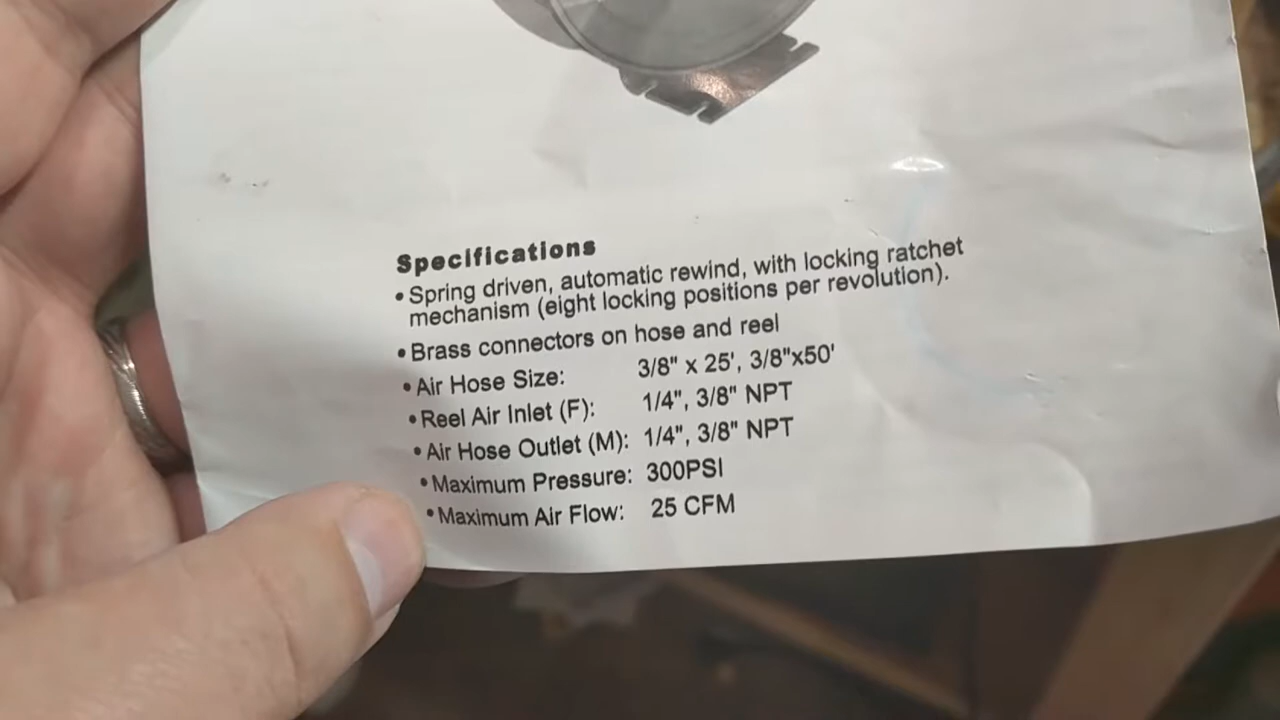 Specifications
• Spring driven, automatic rewind, with locking ratchet
mechanism (eight locking positions per revolution).
• Brass connectors on hose and reel
• Air Hose Size: 3/8" x 25', 3/8"x50'
• Reel Air Inlet (F): 1/4", 3/8" NPT
• Air Hose Outlet (M): 1/4", 3/8" NPT
• Maximum Pressure: 300PSI
• Maximum Air Flow: 25 CFM